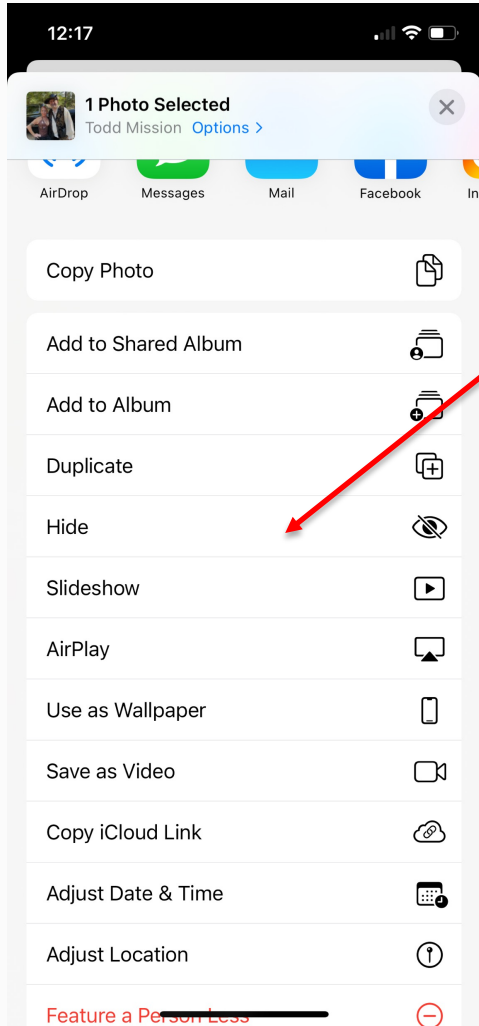 12:17
1 Photo Selected
Todd Mission Options >
AirDrop Messages Mail Facebook In
Copy Photo
Add to Shared Album
Add to Album
Duplicate
Hide
Slideshow
AirPlay
Use as Wallpaper
Save as Video
Copy iCloud Link
Adjust Date & Time
Adjust Location
Feature a Person Less